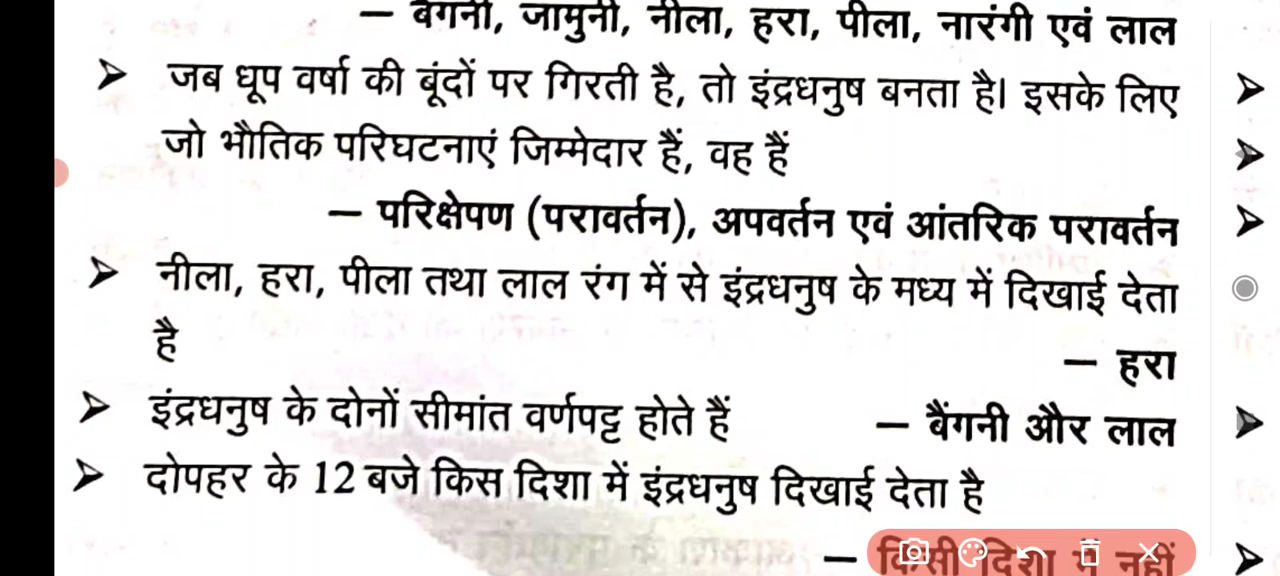 — बैंगनी, जामुनी, नीला, हरा, पीला, नारंगी एवं लाल
➢ जब धूप वर्षा की बूंदों पर गिरती है, तो इंद्रधनुष बनता है। इसके लिए
जो भौतिक परिघटनाएं जिम्मेदार हैं, वह हैं
— परिक्षेपण (परावर्तन), अपवर्तन एवं आंतरिक परावर्तन
➢ नीला, हरा, पीला तथा लाल रंग में से इंद्रधनुष के मध्य में दिखाई देता
है
— हरा
➢ इंद्रधनुष के दोनों सीमांत वर्णपट्ट होते हैं — बैंगनी और लाल
➢ दोपहर के 12 बजे किस दिशा में इंद्रधनुष दिखाई देता है
— किसी दिशा में नहीं